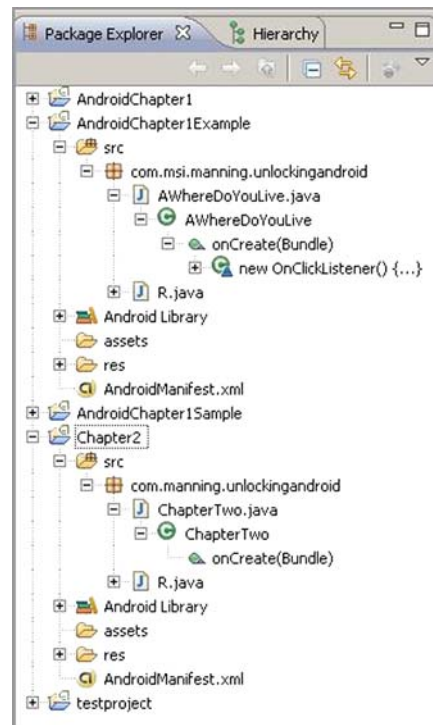 Package Explorer Hierarchy
AndroidChapter1
AndroidChapter1Example
src
com.msi.manning.unlockingandroid
AWhereDoYouLive.java
AWhereDoYouLive
onCreate(Bundle)
new OnClickListener() {...}
R.java
Android Library
assets
res
AndroidManifest.xml
AndroidChapter1Sample
Chapter2
src
com.manning.unlockingandroid
ChapterTwo.java
ChapterTwo
onCreate(Bundle)
R.java
Android Library
assets
res
AndroidManifest.xml
testproject